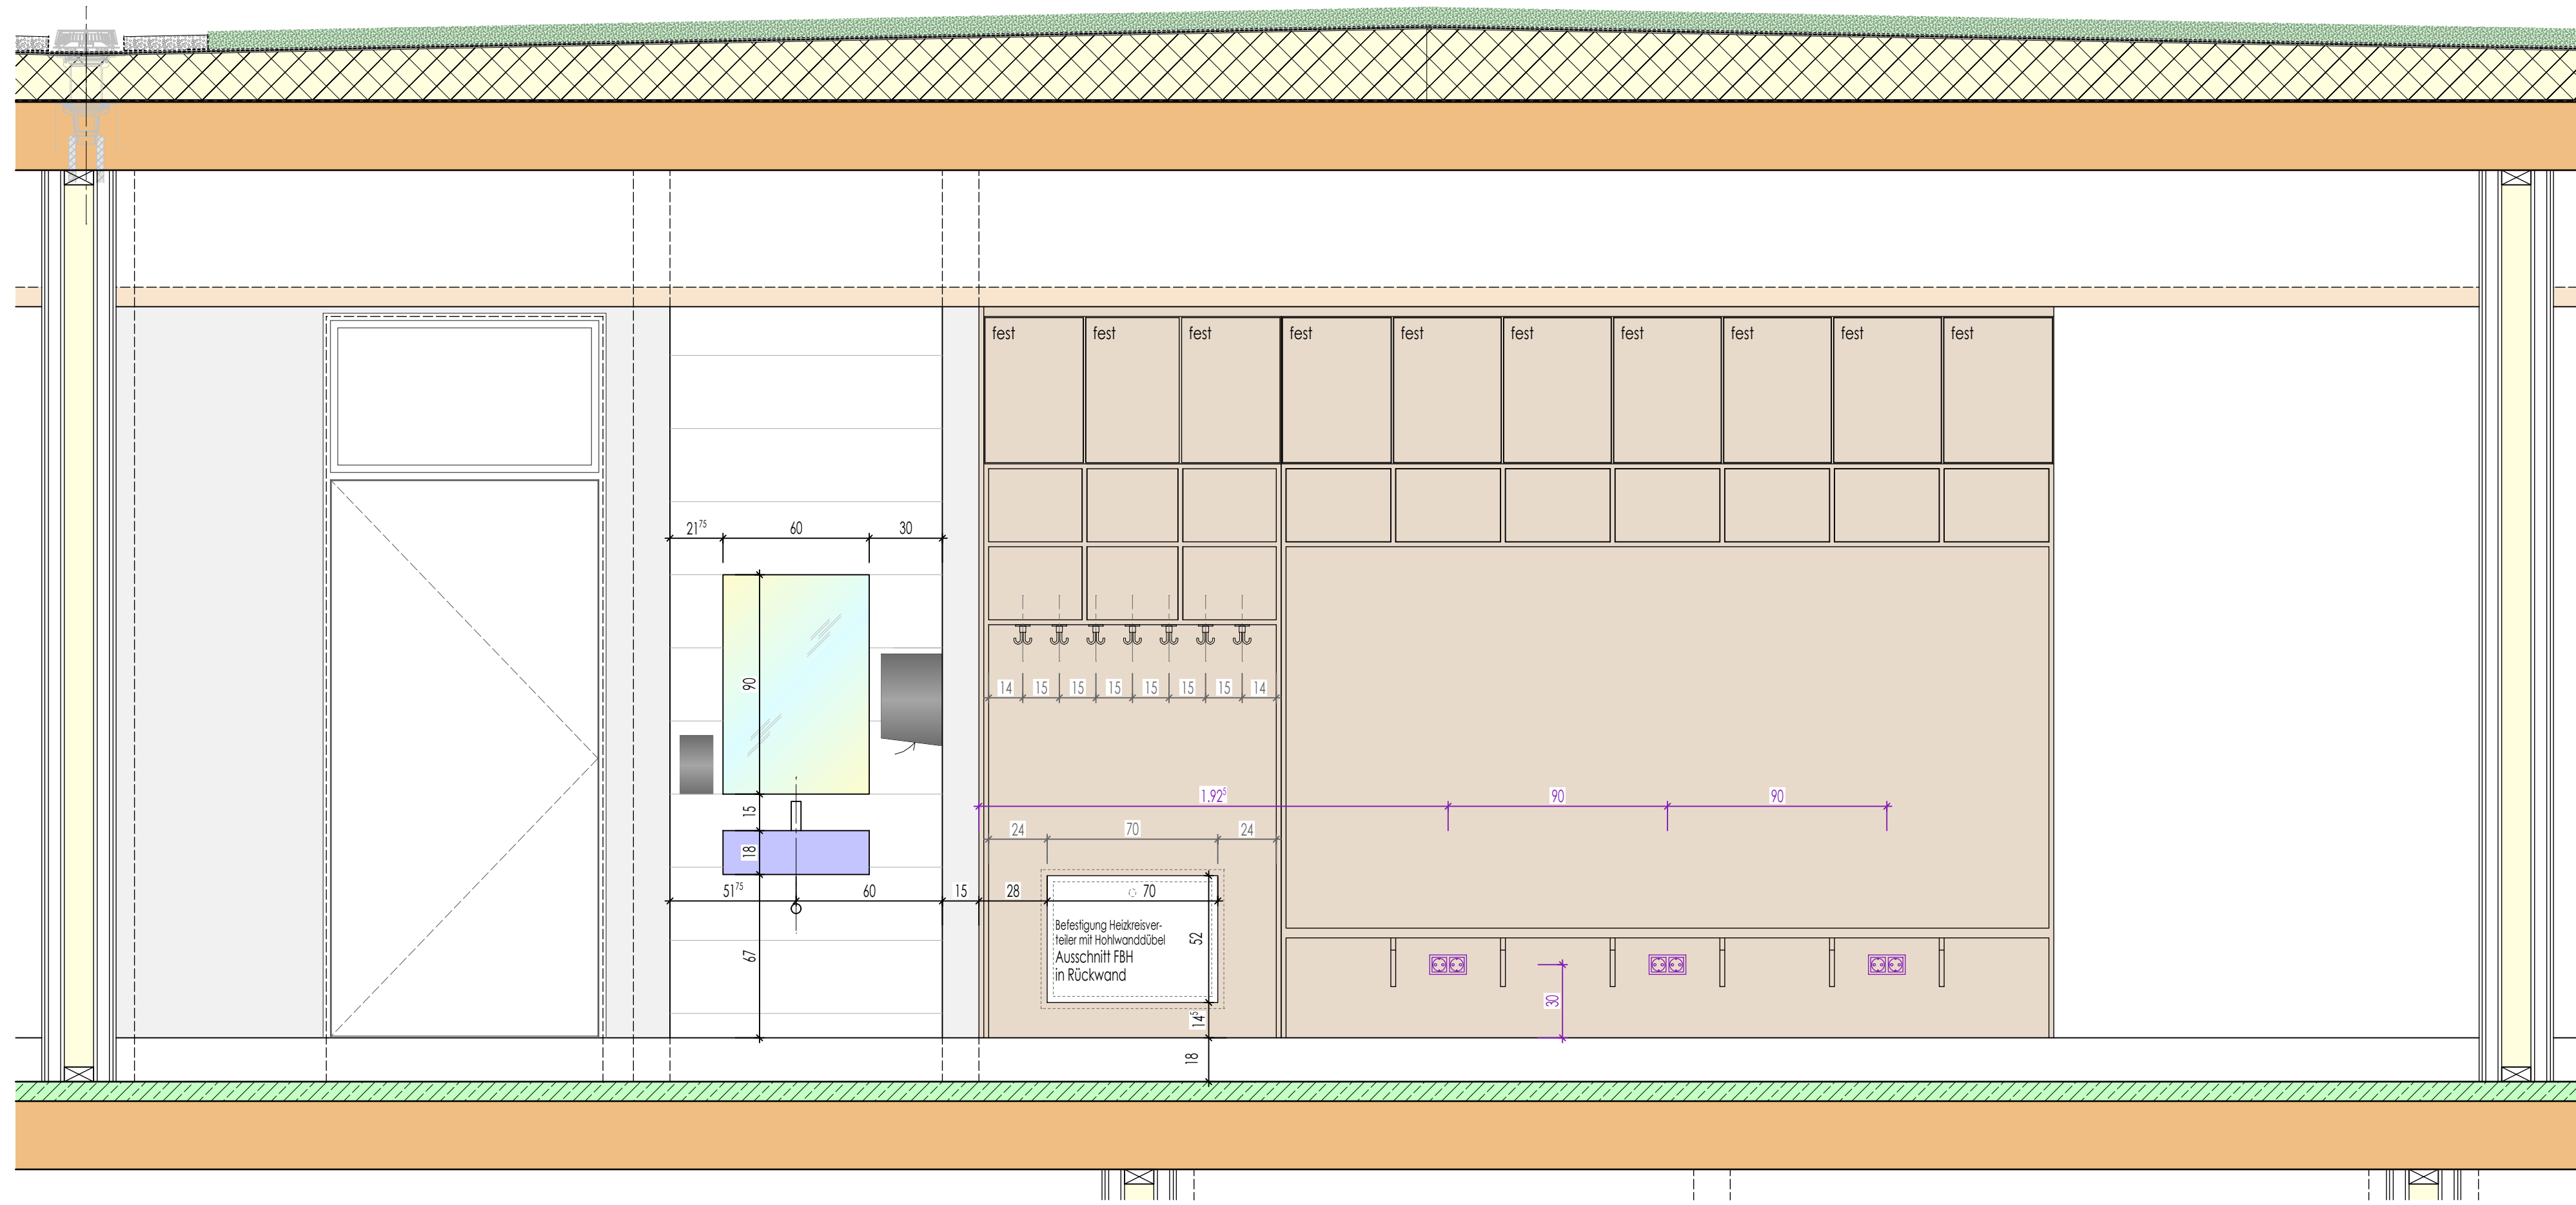 fest fest fest fest fest fest fest fest fest fest
21⁷⁵ 60 30
90
14 15 15 15 15 15 15 14
1.92⁵ 90 90
15
24 70 24
18
51⁷⁵ 60 15 28 70
Befestigung Heizkreisver-
teiler mit Hohlwanddübel
Ausschnitt FBH
in Rückwand
52
67
30
14⁵
18